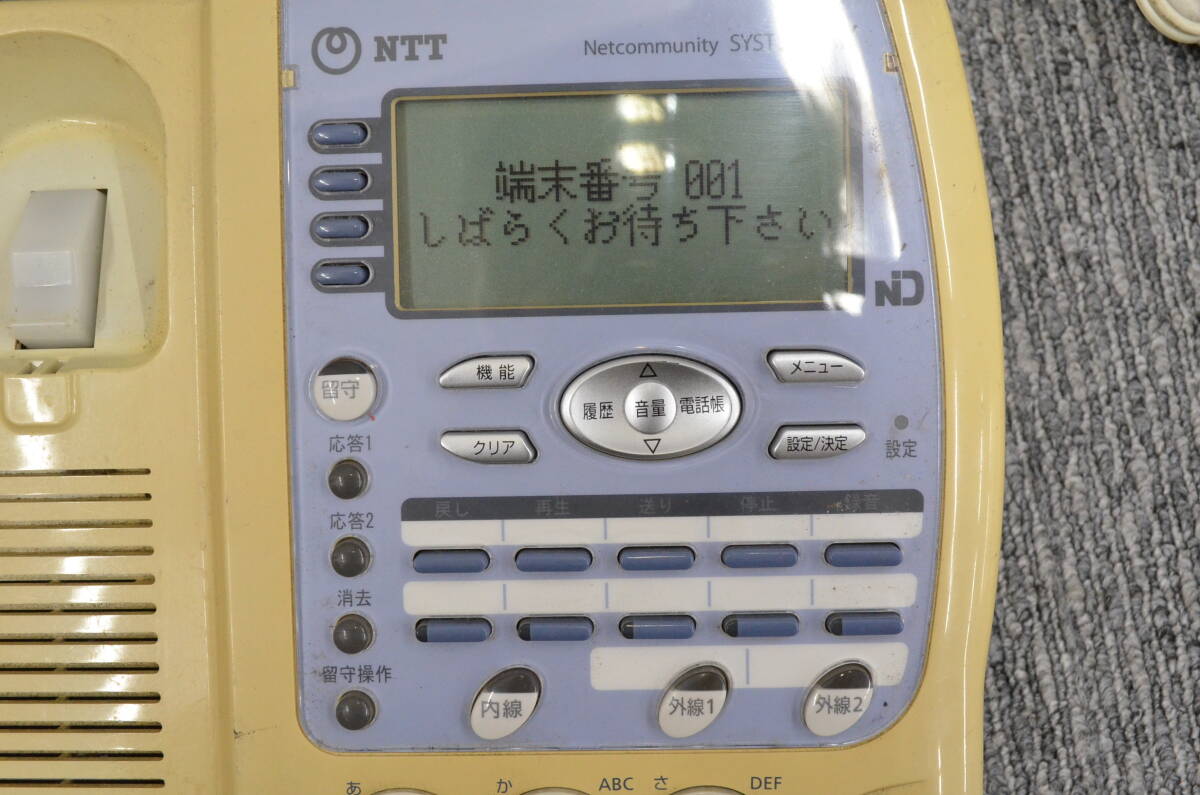 NTT
Netcommunity SYST
端末番号 001
しばらくお待ち下さい
ND
機能
メニュー
履歴 音量 電話帳
クリア
設定/決定
設定
留守
応答1
戻し 再生 送り 停止 録音
応答2
消去
留守操作
内線
外線1
外線2
あ か ABC さ DEF